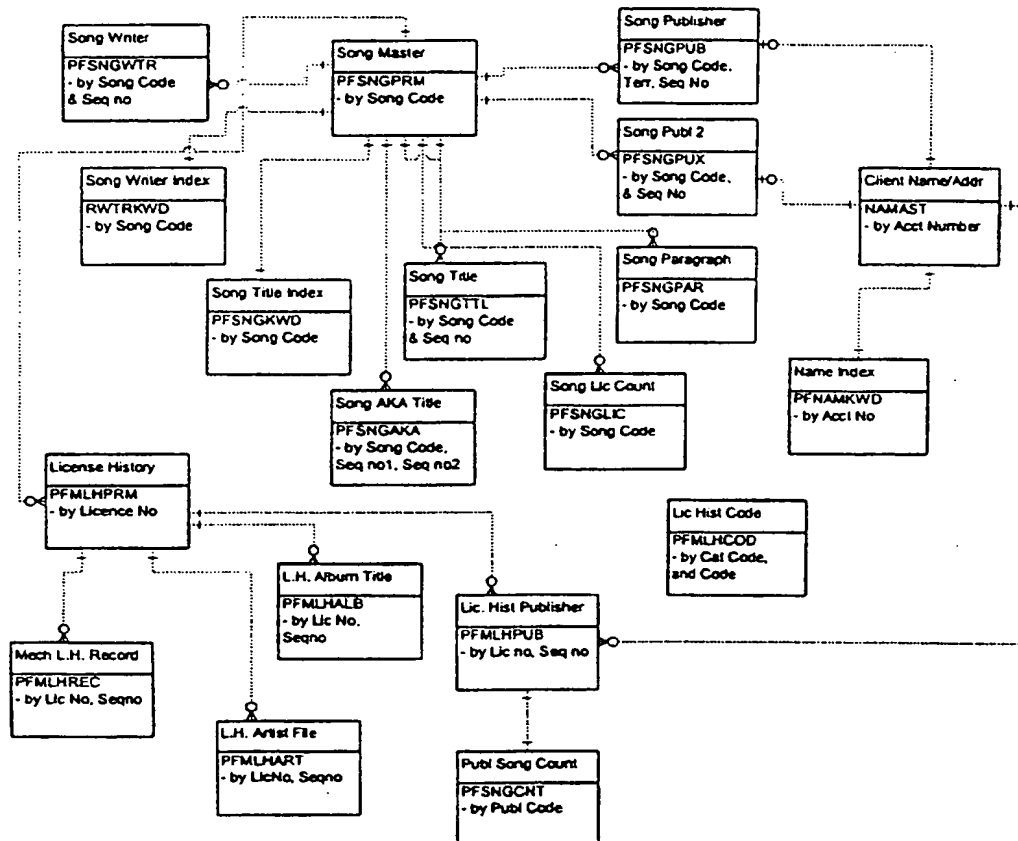 Song Writer
PFSNGWTR
- by Song Code
& Seq no
Song Master
PFSNGPRM
- by Song Code
Song Publisher
PFSNGPUB
- by Song Code,
Terr, Seq No
Song Publ 2
PFSNGPUX
- by Song Code,
& Seq No
Client Name/Addr
NAMAST
- by Acct Number
Song Writer Index
RWTRKWD
- by Song Code
Song Title Index
PFSNGKWD
- by Song Code
Song Title
PFSNGTTL
- by Song Code
& Seq no
Song Paragraph
PFSNGPAR
- by Song Code
Name Index
PFNAMKWD
- by Acct No
Song AKA Title
PFSNGAKA
- by Song Code,
Seq no1, Seq no2
Song Lic Count
PFSNGLIC
- by Song Code
License History
PFMLHPRM
- by Licence No
Lic Hist Code
PFMLHCOD
- by Cat Code,
and Code
L.H. Album Title
PFMLHALB
- by Lic No,
Seqno
Lic. Hist Publisher
PFMLHPUB
- by Lic no, Seq no
Mech L.H. Record
PFMLHREC
- by Lic No, Seqno
L.H. Artist File
PFMLHART
- by LicNo, Seqno
Publ Song Count
PFSNGCNT
- by Publ Code